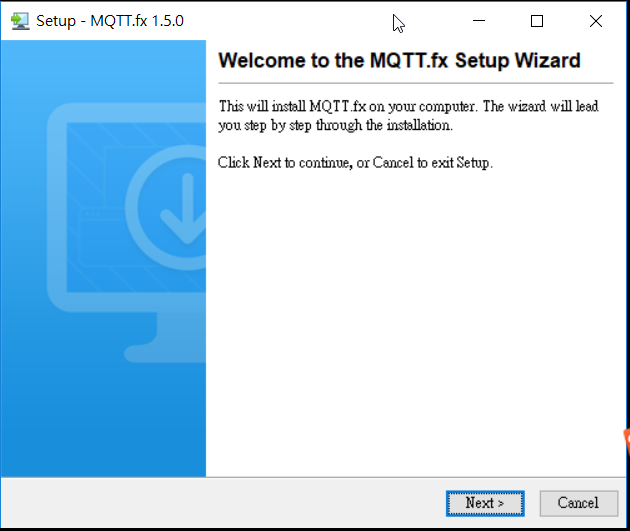 Setup - MQTT.fx 1.5.0
Welcome to the MQTT.fx Setup Wizard
This will install MQTT.fx on your computer. The wizard will lead
you step by step through the installation.
Click Next to continue, or Cancel to exit Setup.
Next >
Cancel